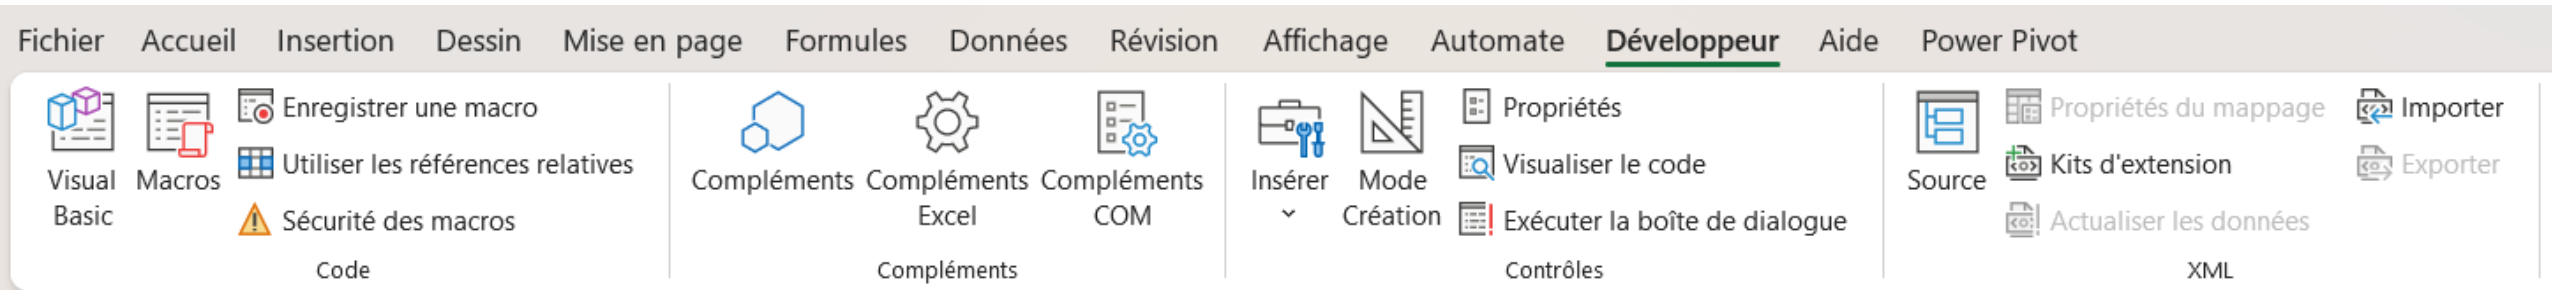 Fichier Accueil Insertion Dessin Mise en page Formules Données Révision Affichage Automate Développeur Aide Power Pivot
Visual
Basic
Macros
Enregistrer une macro
Utiliser les références relatives
Sécurité des macros
Code
Compléments
Compléments
Excel
Compléments
COM
Compléments
Insérer
Mode
Création
Propriétés
Visualiser le code
Exécuter la boîte de dialogue
Contrôles
Source
Propriétés du mappage
Kits d'extension
Actualiser les données
Importer
Exporter
XML